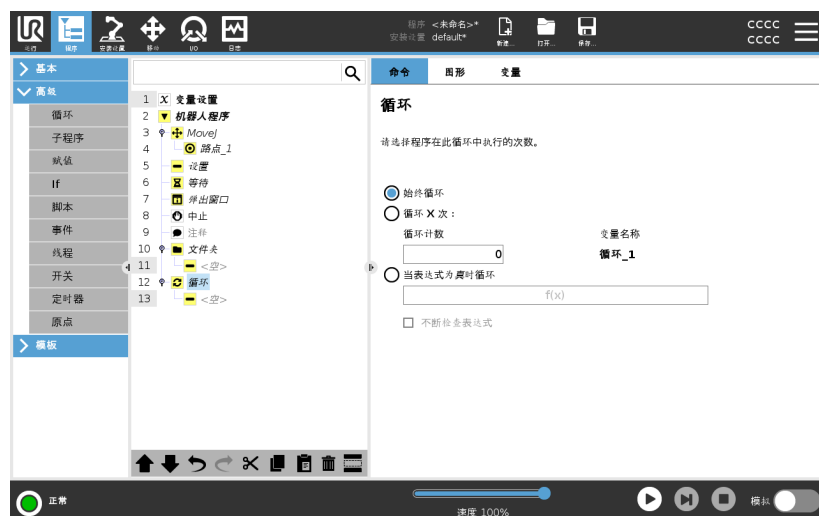 UR
运行
程序
安装设置
移动
I/O
日志
程序 <未命名>*
安装设置 default*
新建...
打开...
保存...
CCCC
CCCC
基本
高级
循环
子程序
赋值
If
脚本
事件
线程
开关
定时器
原点
模板
1 X 变量设置
2 机器人程序
3 MoveJ
4 路点_1
5 设置
6 等待
7 弹出窗口
8 中止
9 注释
10 文件夹
11 <空>
12 循环
13 <空>
命令 图形 变量
循环
请选择程序在此循环中执行的次数。
始终循环
循环 X 次：
循环计数 变量名称
0 循环_1
当表达式为真时循环
f(x)
不断检查表达式
正常
速度 100%
模拟